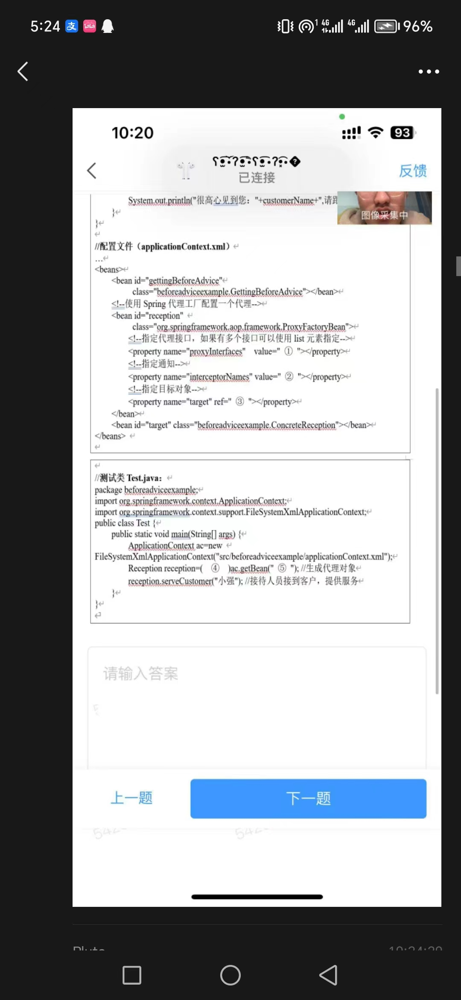 5:24
支
bilibili
1 4G 4G 96%
10:20
93
已连接
反馈
System.out.println("很高心见到您："+customerName+",请跟
图像采集中
}
}
//配置文件（applicationContext.xml）
...
<beans>
<bean id="gettingBeforeAdvice"
class="beforeadviceexample.GettingBeforeAdvice"></bean>
<!--使用 Spring 代理工厂配置一个代理-->
<bean id="reception"
class="org.springframework.aop.framework.ProxyFactoryBean">
<!--指定代理接口，如果有多个接口可以使用 list 元素指定-->
<property name="proxyInterfaces" value=" ① "></property>
<!--指定通知-->
<property name="interceptorNames" value=" ② "></property>
<!--指定目标对象-->
<property name="target" ref=" ③ "></property>
</bean>
<bean id="target" class="beforeadviceexample.ConcreteReception"></bean>
</beans>
//测试类 Test.java：
package beforeadviceexample;
import org.springframework.context.ApplicationContext;
import org.springframework.context.support.FileSystemXmlApplicationContext;
public class Test {
public static void main(String[] args) {
ApplicationContext ac=new
FileSystemXmlApplicationContext("src/beforeadviceexample/applicationContext.xml");
Reception reception=( ④ )ac.getBean(" ⑤ "); //生成代理对象
reception.serveCustomer("小强"); //接待人员接到客户，提供服务
}
}
请输入答案
上一题
下一题